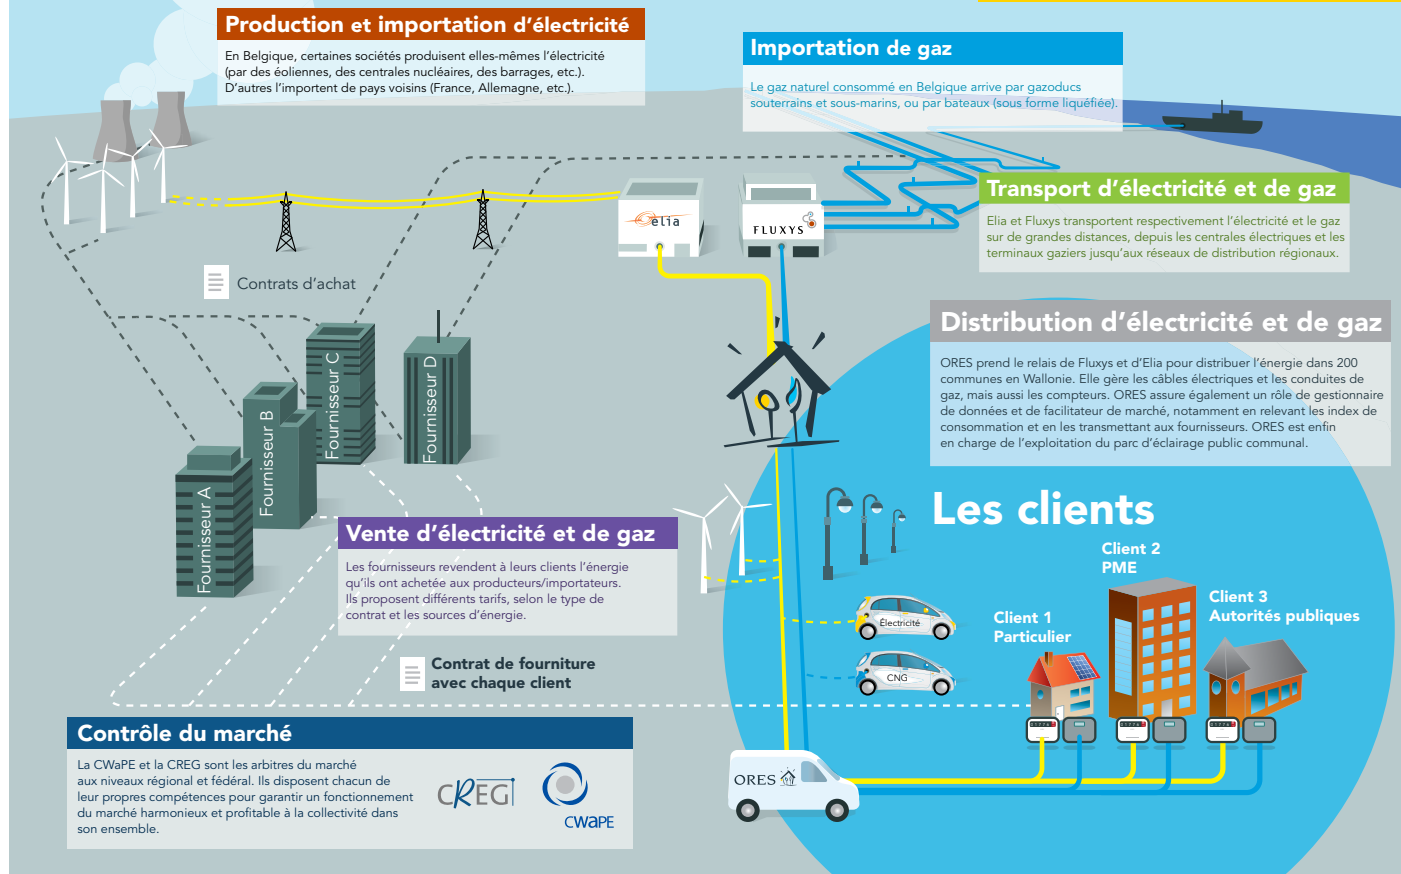 Production et importation d'électricité
En Belgique, certaines sociétés produisent elles-mêmes l'électricité
(par des éoliennes, des centrales nucléaires, des barrages, etc.).
D'autres l'importent de pays voisins (France, Allemagne, etc.).
Importation de gaz
Le gaz naturel consommé en Belgique arrive par gazoducs
souterrains et sous-marins, ou par bateaux (sous forme liquéfiée).
elia
FLUXYS
Transport d'électricité et de gaz
Elia et Fluxys transportent respectivement l'électricité et le gaz
sur de grandes distances, depuis les centrales électriques et les
terminaux gaziers jusqu'aux réseaux de distribution régionaux.
Contrats d'achat
Fournisseur A
Fournisseur B
Fournisseur C
Fournisseur D
Distribution d'électricité et de gaz
ORES prend le relais de Fluxys et d'Elia pour distribuer l'énergie dans 200
communes en Wallonie. Elle gère les câbles électriques et les conduites de
gaz, mais aussi les compteurs. ORES assure également un rôle de gestionnaire
de données et de facilitateur de marché, notamment en relevant les index de
consommation et en les transmettant aux fournisseurs. ORES est enfin
en charge de l'exploitation du parc d'éclairage public communal.
Vente d'électricité et de gaz
Les fournisseurs revendent à leurs clients l'énergie
qu'ils ont achetée aux producteurs/importateurs.
Ils proposent différents tarifs, selon le type de
contrat et les sources d'énergie.
Les clients
Client 1
Particulier
Client 2
PME
Client 3
Autorités publiques
Électricité
CNG
Contrat de fourniture
avec chaque client
Contrôle du marché
La CWaPE et la CREG sont les arbitres du marché
aux niveaux régional et fédéral. Ils disposent chacun de
leur propres compétences pour garantir un fonctionnement
du marché harmonieux et profitable à la collectivité dans
son ensemble.
CREG
CWaPE
ORES